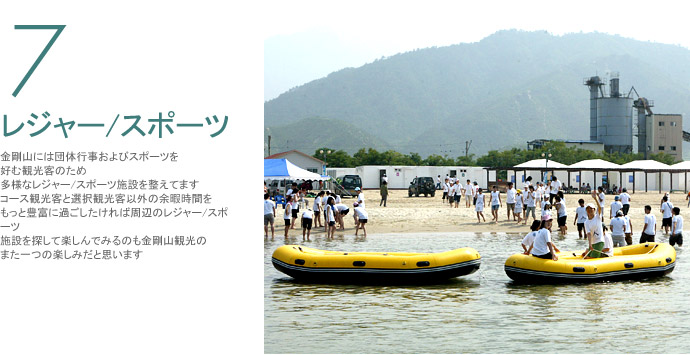 7
レジャー/スポーツ
金剛山には団体行事およびスポーツを
好む観光客のため
多様なレジャー/スポーツ施設を整えてます
コース観光客と選択観光客以外の余暇時間を
もっと豊富に過ごしたければ周辺のレジャー/スポ
ーツ
施設を探して楽しんでみるのも金剛山観光の
また一つの楽しみだと思います